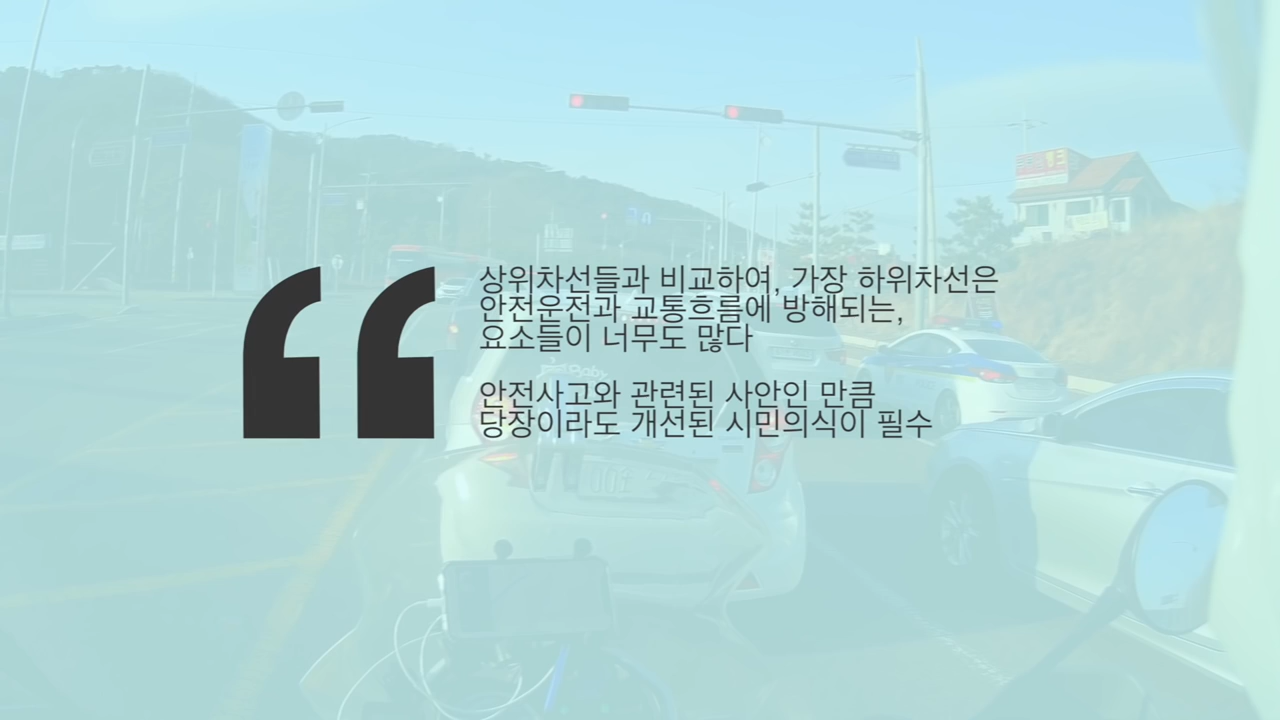 상위차선들과 비교하여, 가장 하위차선은
안전운전과 교통흐름에 방해되는,
요소들이 너무도 많다
안전사고와 관련된 사안인 만큼
당장이라도 개선된 시민의식이 필수